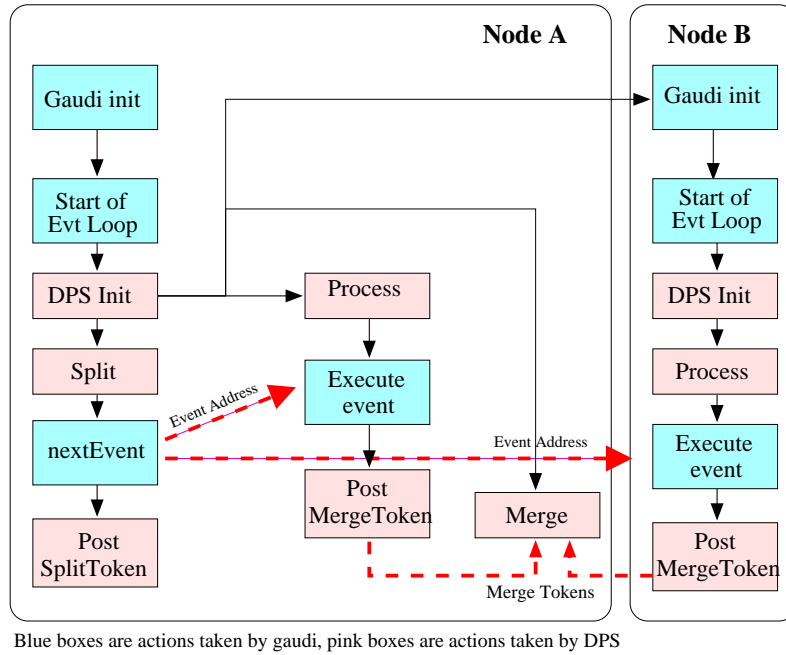 Node A
Node B
Gaudi init
Gaudi init
Start of
Evt Loop
Start of
Evt Loop
DPS Init
Process
DPS Init
Split
Execute
event
Process
Event Address
nextEvent
Event Address
Execute
event
Post
MergeToken
Merge
Post
SplitToken
Post
MergeToken
Merge Tokens
Blue boxes are actions taken by gaudi, pink boxes are actions taken by DPS